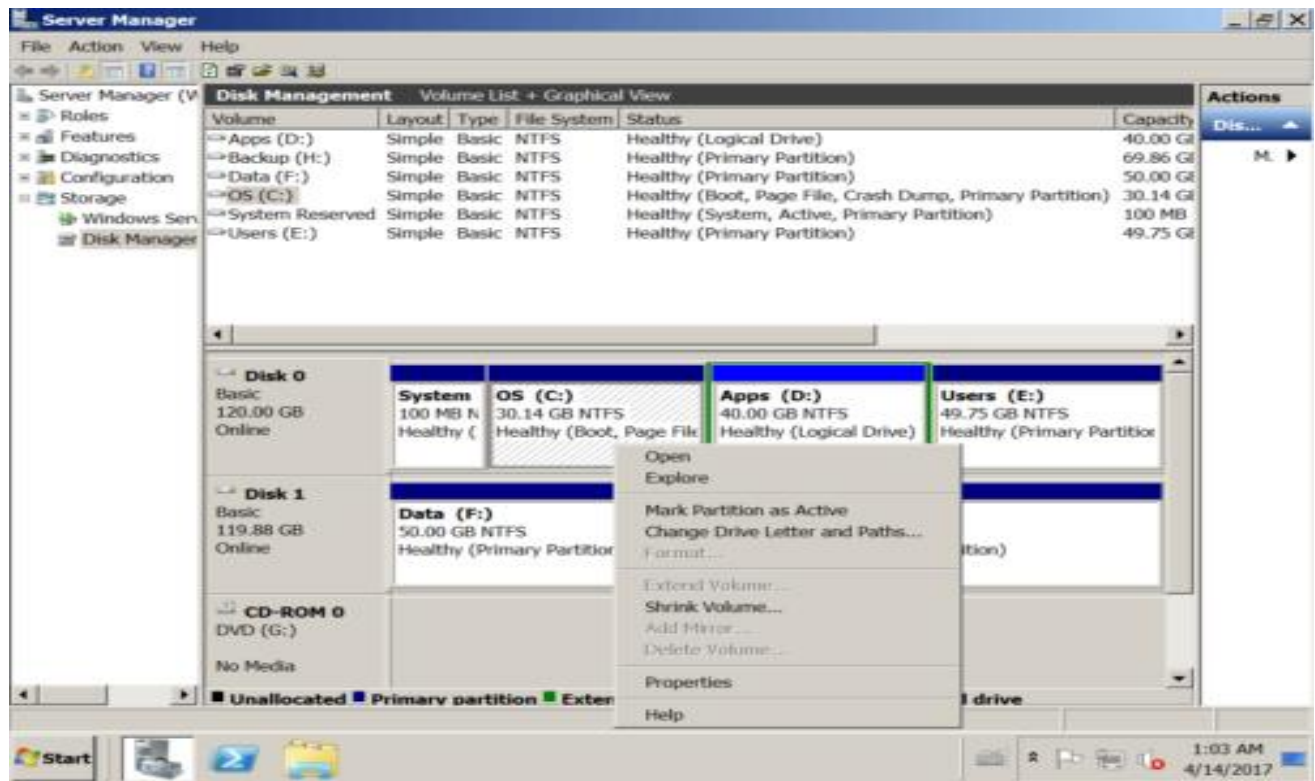 Server Manager
File Action View Help
Server Manager (V
Roles
Features
Diagnostics
Configuration
Storage
Windows Serv
Disk Manager
Disk Management Volume List + Graphical View
Volume Layout Type File System Status Capacity
Apps (D:) Simple Basic NTFS Healthy (Logical Drive) 40.00 GB
Backup (H:) Simple Basic NTFS Healthy (Primary Partition) 69.86 GB
Data (F:) Simple Basic NTFS Healthy (Primary Partition) 50.00 GB
OS (C:) Simple Basic NTFS Healthy (Boot, Page File, Crash Dump, Primary Partition) 30.14 GB
System Reserved Simple Basic NTFS Healthy (System, Active, Primary Partition) 100 MB
Users (E:) Simple Basic NTFS Healthy (Primary Partition) 49.75 GB
Actions
Dis...
M.
Disk 0
Basic
120.00 GB
Online
System
100 MB N
Healthy (
OS (C:)
30.14 GB NTFS
Healthy (Boot, Page File
Apps (D:)
40.00 GB NTFS
Healthy (Logical Drive)
Users (E:)
49.75 GB NTFS
Healthy (Primary Partition
Disk 1
Basic
119.88 GB
Online
Data (F:)
50.00 GB NTFS
Healthy (Primary Partition
ition)
CD-ROM 0
DVD (G:)
No Media
Open
Explore
Mark Partition as Active
Change Drive Letter and Paths...
Format...
Extend Volume...
Shrink Volume...
Add Mirror...
Delete Volume...
Properties
Help
Unallocated Primary partition Exten
l drive
Start
1:03 AM
4/14/2017